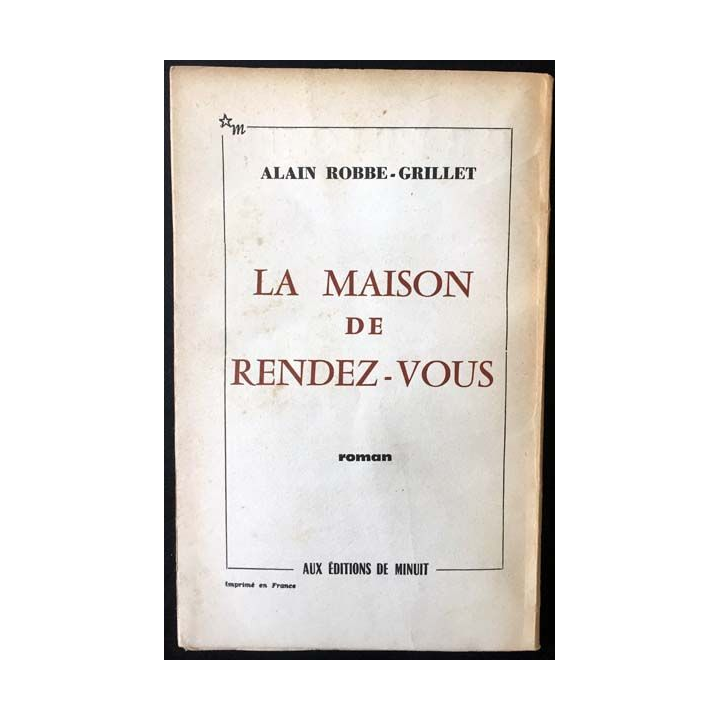 m
ALAIN ROBBE-GRILLET
LA MAISON
DE
RENDEZ-VOUS
roman
AUX ÉDITIONS DE MINUIT
Imprimé en France